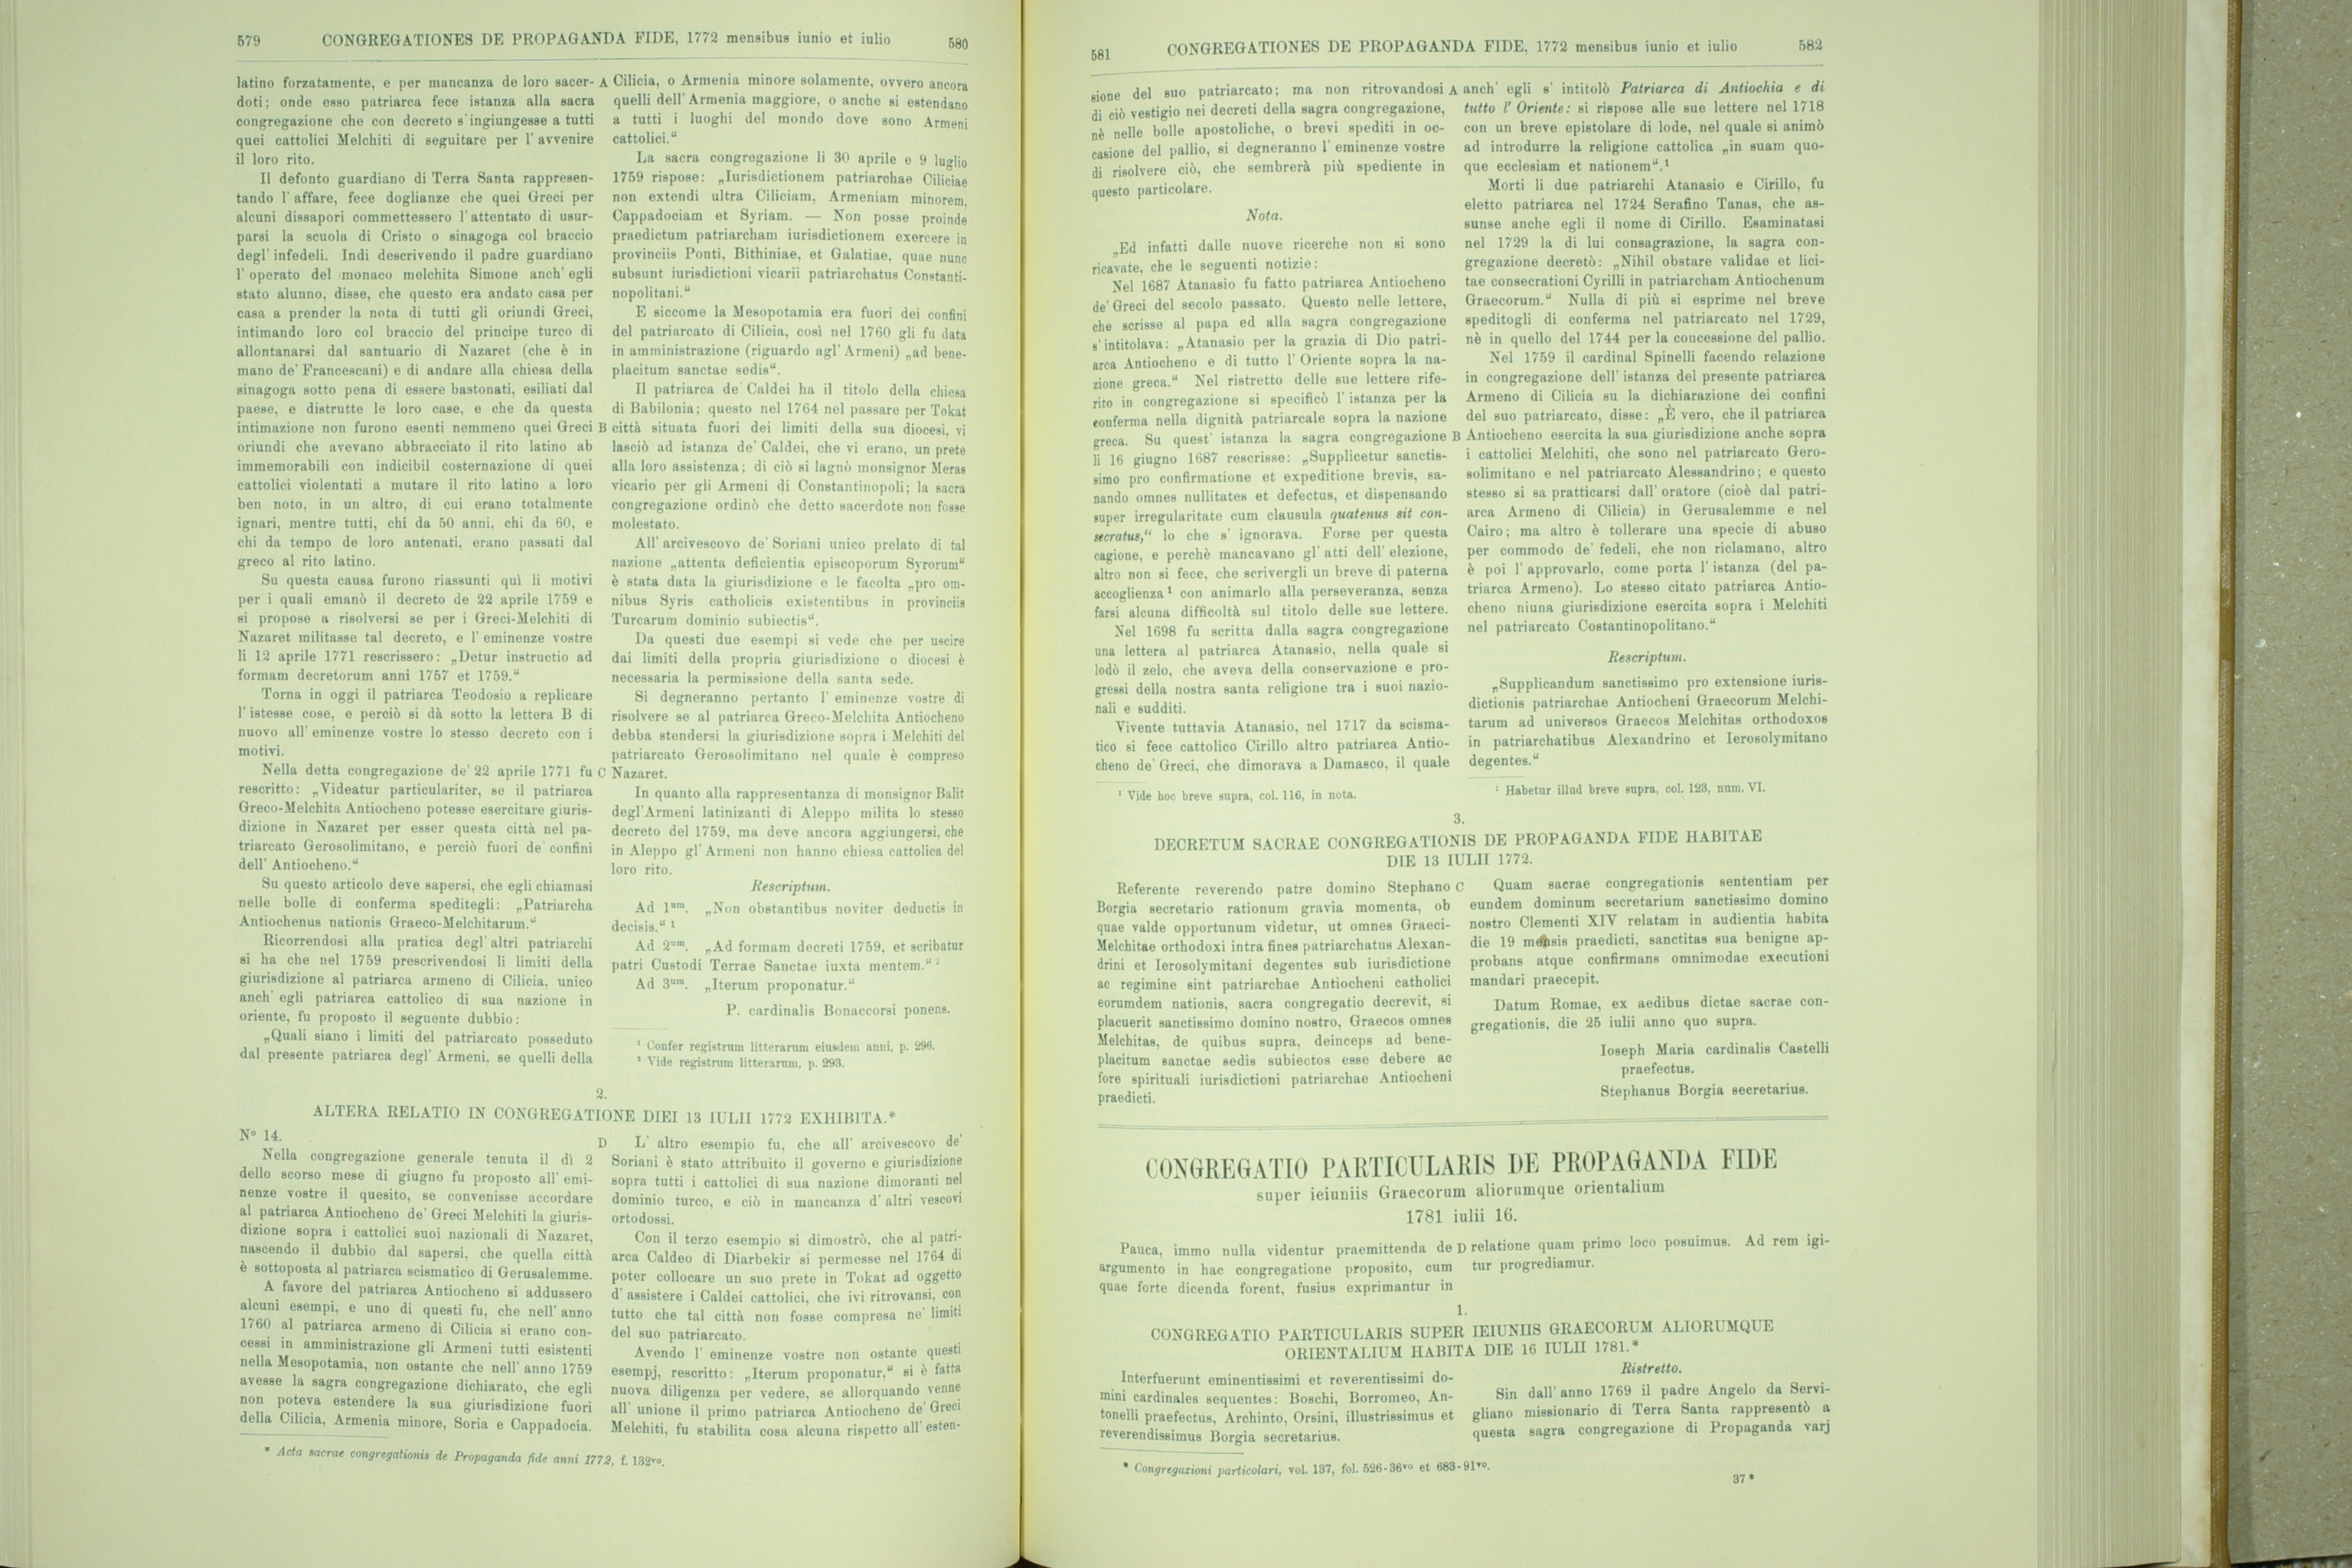 579 CONGREGATIONES DE PROPAGANDA FIDE, 1772 mensibus iunio et iulio 580
latino forzatamente, e per mancanza de loro sacer-
doti; onde esso patriarca fece istanza alla sacra
congregazione che con decreto s'ingiungesse a tutti
quei cattolici Melchiti di seguitare per l'avvenire
il loro rito.
Il defonto guardiano di Terra Santa rappresen-
tando l'affare, fece doglianze che quei Greci per
alcuni dissapori commettessero l'attentato di usur-
parsi la scuola di Cristo o sinagoga col braccio
degl'infedeli. Indi descrivendo il padre guardiano
l'operato del monaco melchita Simone anch'egli
stato alunno, disse, che questo era andato casa per
casa a prender la nota di tutti gli oriundi Greci,
intimando loro col braccio del principe turco di
allontanarsi dal santuario di Nazaret (che è in
mano de' Francescani) e di andare alla chiesa della
sinagoga sotto pena di essere bastonati, esiliati dal
paese, e distrutte le loro case, e che da questa
intimazione non furono esenti nemmeno quei Greci
oriundi che avevano abbracciato il rito latino ab
immemorabili con indicibil costernazione di quei
cattolici violentati a mutare il rito latino a loro
ben noto, in un altro, di cui erano totalmente
ignari, mentre tutti, chi da 50 anni, chi da 60, e
chi da tempo de loro antenati, erano passati dal
greco al rito latino.
Su questa causa furono riassunti quì li motivi
per i quali emanò il decreto de 22 aprile 1759 e
si propose a risolversi se per i Greci-Melchiti di
Nazaret militasse tal decreto, e l'eminenze vostre
li 12 aprile 1771 rescrissero: „Detur instructio ad
formam decretorum anni 1757 et 1759.“
Torna in oggi il patriarca Teodosio a replicare
l'istesse cose, e perciò si dà sotto la lettera B di
nuovo all'eminenze vostre lo stesso decreto con i
motivi.
Nella detta congregazione de' 22 aprile 1771 fu
rescritto: „Videatur particulariter, se il patriarca
Greco-Melchita Antiocheno potesse esercitare giuris-
dizione in Nazaret per esser questa città nel pa-
triarcato Gerosolimitano, e perciò fuori de' confini
dell'Antiocheno.“
Su questo articolo deve sapersi, che egli chiamasi
nelle bolle di conferma speditegli: „Patriarcha
Antiochenus nationis Graeco-Melchitarum.“
Ricorrendosi alla pratica degl'altri patriarchi
si ha che nel 1759 prescrivendosi li limiti della
giurisdizione al patriarca armeno di Cilicia, unico
anch'egli patriarca cattolico di sua nazione in
oriente, fu proposto il seguente dubbio:
„Quali siano i limiti del patriarcato posseduto
dal presente patriarca degl'Armeni, se quelli della
A Cilicia, o Armenia minore solamente, ovvero ancora
quelli dell'Armenia maggiore, o anche si estendano
a tutti i luoghi del mondo dove sono Armeni
cattolici.“
La sacra congregazione li 30 aprile e 9 luglio
1759 rispose: „Iurisdictionem patriarchae Ciliciae
non extendi ultra Ciliciam, Armeniam minorem,
Cappadociam et Syriam. — Non posse proinde
praedictum patriarcham iurisdictionem exercere in
provinciis Ponti, Bithiniae, et Galatiae, quae nunc
subsunt iurisdictioni vicarii patriarchatus Constanti-
nopolitani.“
E siccome la Mesopotamia era fuori dei confini
del patriarcato di Cilicia, così nel 1760 gli fu data
in amministrazione (riguardo agl'Armeni) „ad bene-
placitum sanctae sedis“.
Il patriarca de' Caldei ha il titolo della chiesa
di Babilonia; questo nel 1764 nel passare per Tokat
B città situata fuori dei limiti della sua diocesi, vi
lasciò ad istanza de' Caldei, che vi erano, un prete
alla loro assistenza; di ciò si lagnò monsignor Meras
vicario per gli Armeni di Constantinopoli; la sacra
congregazione ordinò che detto sacerdote non fosse
molestato.
All'arcivescovo de' Soriani unico prelato di tal
nazione „attenta deficientia episcoporum Syrorum“
è stata data la giurisdizione e le facolta „pro om-
nibus Syris catholicis existentibus in provinciis
Turcarum dominio subiectis“.
Da questi due esempi si vede che per uscire
dai limiti della propria giurisdizione o diocesi è
necessaria la permissione della santa sede.
Si degneranno pertanto l'eminenze vostre di
risolvere se al patriarca Greco-Melchita Antiocheno
debba stendersi la giurisdizione sopra i Melchiti del
patriarcato Gerosolimitano nel quale è compreso
C Nazaret.
In quanto alla rappresentanza di monsignor Balit
degl'Armeni latinizanti di Aleppo milita lo stesso
decreto del 1759, ma deve ancora aggiungersi, che
in Aleppo gl'Armeni non hanno chiesa cattolica del
loro rito.
Rescriptum.
Ad 1um. „Non obstantibus noviter deductis in
decisis.“ 1
Ad 2um. „Ad formam decreti 1759, et scribatur
patri Custodi Terrae Sanctae iuxta mentem.“ 2
Ad 3um. „Iterum proponatur.“
P. cardinalis Bonaccorsi ponens.
1 Confer registrum litterarum eiusdem anni, p. 296.
2 Vide registrum litterarum, p. 293.
2.
ALTERA RELATIO IN CONGREGATIONE DIEI 13 IULII 1772 EXHIBITA.*
No 14.
Nella congregazione generale tenuta il dì 2
dello scorso mese di giugno fu proposto all'emi-
nenze vostre il quesito, se convenisse accordare
al patriarca Antiocheno de' Greci Melchiti la giuris-
dizione sopra i cattolici suoi nazionali di Nazaret,
nascendo il dubbio dal sapersi, che quella città
è sottoposta al patriarca scismatico di Gerusalemme.
A favore del patriarca Antiocheno si addussero
alcuni esempi, e uno di questi fu, che nell'anno
1760 al patriarca armeno di Cilicia si erano con-
cessi in amministrazione gli Armeni tutti esistenti
nella Mesopotamia, non ostante che nell'anno 1759
avesse la sagra congregazione dichiarato, che egli
non poteva estendere la sua giurisdizione fuori
della Cilicia, Armenia minore, Soria e Cappadocia.
D L'altro esempio fu, che all'arcivescovo de'
Soriani è stato attribuito il governo e giurisdizione
sopra tutti i cattolici di sua nazione dimoranti nel
dominio turco, e ciò in mancanza d'altri vescovi
ortodossi.
Con il terzo esempio si dimostrò, che al patri-
arca Caldeo di Diarbekir si permesse nel 1764 di
poter collocare un suo prete in Tokat ad oggetto
d'assistere i Caldei cattolici, che ivi ritrovansi, con
tutto che tal città non fosse compresa ne' limiti
del suo patriarcato.
Avendo l'eminenze vostre non ostante questi
esempj, rescritto: „Iterum proponatur,“ si è fatta
nuova diligenza per vedere, se allorquando venne
all'unione il primo patriarca Antiocheno de' Greci
Melchiti, fu stabilita cosa alcuna rispetto all'esten-
* Acta sacrae congregationis de Propaganda fide anni 1772, f. 132vo.
581 CONGREGATIONES DE PROPAGANDA FIDE, 1772 mensibus iunio et iulio 582
sione del suo patriarcato; ma non ritrovandosi
di ciò vestigio nei decreti della sagra congregazione,
nè nelle bolle apostoliche, o brevi spediti in oc-
casione del pallio, si degneranno l'eminenze vostre
di risolvere ciò, che sembrerà più spediente in
questo particolare.
Nota.
„Ed infatti dalle nuove ricerche non si sono
ricavate, che le seguenti notizie:
Nel 1687 Atanasio fu fatto patriarca Antiocheno
de' Greci del secolo passato. Questo nelle lettere,
che scrisse al papa ed alla sagra congregazione
s'intitolava: „Atanasio per la grazia di Dio patri-
arca Antiocheno e di tutto l'Oriente sopra la na-
zione greca.“ Nel ristretto delle sue lettere rife-
rito in congregazione si specificò l'istanza per la
conferma nella dignità patriarcale sopra la nazione
greca. Su quest' istanza la sagra congregazione
li 16 giugno 1687 rescrisse: „Supplicetur sanctis-
simo pro confirmatione et expeditione brevis, sa-
nando omnes nullitates et defectus, et dispensando
super irregularitate cum clausula quatenus sit con-
secratus,“ lo che s'ignorava. Forse per questa
cagione, e perchè mancavano gl'atti dell'elezione,
altro non si fece, che scrivergli un breve di paterna
accoglienza 1 con animarlo alla perseveranza, senza
farsi alcuna difficoltà sul titolo delle sue lettere.
Nel 1698 fu scritta dalla sagra congregazione
una lettera al patriarca Atanasio, nella quale si
lodò il zelo, che aveva della conservazione e pro-
gressi della nostra santa religione tra i suoi nazio-
nali e sudditi.
Vivente tuttavia Atanasio, nel 1717 da scisma-
tico si fece cattolico Cirillo altro patriarca Antio-
cheno de' Greci, che dimorava a Damasco, il quale
1 Vide hoc breve supra, col. 116, in nota.
A anch' egli s'intitolò Patriarca di Antiochia e di
tutto l'Oriente: si rispose alle sue lettere nel 1718
con un breve epistolare di lode, nel quale si animò
ad introdurre la religione cattolica „in suam quo-
que ecclesiam et nationem“.1
Morti li due patriarchi Atanasio e Cirillo, fu
eletto patriarca nel 1724 Serafino Tanas, che as-
sunse anche egli il nome di Cirillo. Esaminatasi
nel 1729 la di lui consagrazione, la sagra con-
gregazione decretò: „Nihil obstare validae et lici-
tae consecrationi Cyrilli in patriarcham Antiochenum
Graecorum.“ Nulla di più si esprime nel breve
speditogli di conferma nel patriarcato nel 1729,
nè in quello del 1744 per la concessione del pallio.
Nel 1759 il cardinal Spinelli facendo relazione
in congregazione dell'istanza del presente patriarca
Armeno di Cilicia su la dichiarazione dei confini
del suo patriarcato, disse: „È vero, che il patriarca
B Antiocheno esercita la sua giurisdizione anche sopra
i cattolici Melchiti, che sono nel patriarcato Gero-
solimitano e nel patriarcato Alessandrino; e questo
stesso si sa pratticarsi dall'oratore (cioè dal patri-
arca Armeno di Cilicia) in Gerusalemme e nel
Cairo; ma altro è tollerare una specie di abuso
per commodo de' fedeli, che non riclamano, altro
è poi l'approvarlo, come porta l'istanza (del pa-
triarca Armeno). Lo stesso citato patriarca Antio-
cheno niuna giurisdizione esercita sopra i Melchiti
nel patriarcato Costantinopolitano.“
Rescriptum.
„Supplicandum sanctissimo pro extensione iuris-
dictionis patriarchae Antiocheni Graecorum Melchi-
tarum ad universos Graecos Melchitas orthodoxos
in patriarchatibus Alexandrino et Ierosolymitano
degentes.“
1 Habetur illud breve supra, col. 123, num. VI.
3.
DECRETUM SACRAE CONGREGATIONIS DE PROPAGANDA FIDE HABITAE
DIE 13 IULII 1772.
Referente reverendo patre domino Stephano
Borgia secretario rationum gravia momenta, ob
quae valde opportunum videtur, ut omnes Graeci-
Melchitae orthodoxi intra fines patriarchatus Alexan-
drini et Ierosolymitani degentes sub iurisdictione
ac regimine sint patriarchae Antiocheni catholici
eorumdem nationis, sacra congregatio decrevit, si
placuerit sanctissimo domino nostro, Graecos omnes
Melchitas, de quibus supra, deinceps ad bene-
placitum sanctae sedis subiectos esse debere ac
fore spirituali iurisdictioni patriarchae Antiocheni
praedicti.
C Quam sacrae congregationis sententiam per
eundem dominum secretarium sanctissimo domino
nostro Clementi XIV relatam in audientia habita
die 19 mensis praedicti, sanctitas sua benigne ap-
probans atque confirmans omnimodae executioni
mandari praecepit.
Datum Romae, ex aedibus dictae sacrae con-
gregationis, die 25 iulii anno quo supra.
Ioseph Maria cardinalis Castelli
praefectus.
Stephanus Borgia secretarius.
CONGREGATIO PARTICULARIS DE PROPAGANDA FIDE
super ieiuniis Graecorum aliorumque orientalium
1781 iulii 16.
Pauca, immo nulla videntur praemittenda de
argumento in hac congregatione proposito, cum
quae forte dicenda forent, fusius exprimantur in
D relatione quam primo loco posuimus. Ad rem igi-
tur progrediamur.
1.
CONGREGATIO PARTICULARIS SUPER IEIUNIIS GRAECORUM ALIORUMQUE
ORIENTALIUM HABITA DIE 16 IULII 1781.*
Interfuerunt eminentissimi et reverentissimi do-
mini cardinales sequentes: Boschi, Borromeo, An-
tonelli praefectus, Archinto, Orsini, illustrissimus et
reverendissimus Borgia secretarius.
Ristretto.
Sin dall'anno 1769 il padre Angelo da Servi-
gliano missionario di Terra Santa rappresentò a
questa sagra congregazione di Propaganda varj
* Congregazioni particolari, vol. 137, fol. 526-36vo et 683-91vo.
37*